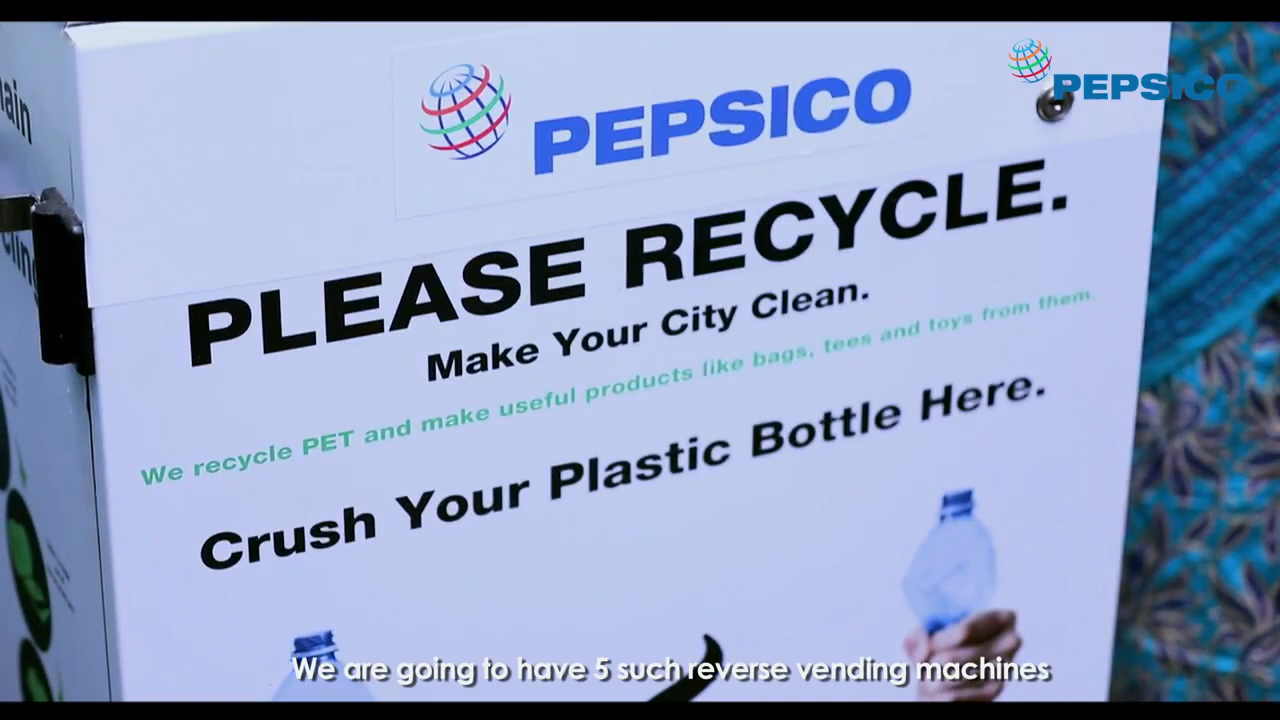 PEPSICO
PEPSICO
PLEASE RECYCLE.
Make Your City Clean.
We recycle PET and make useful products like bags, tees and toys from them.
Crush Your Plastic Bottle Here.
We are going to have 5 such reverse vending machines